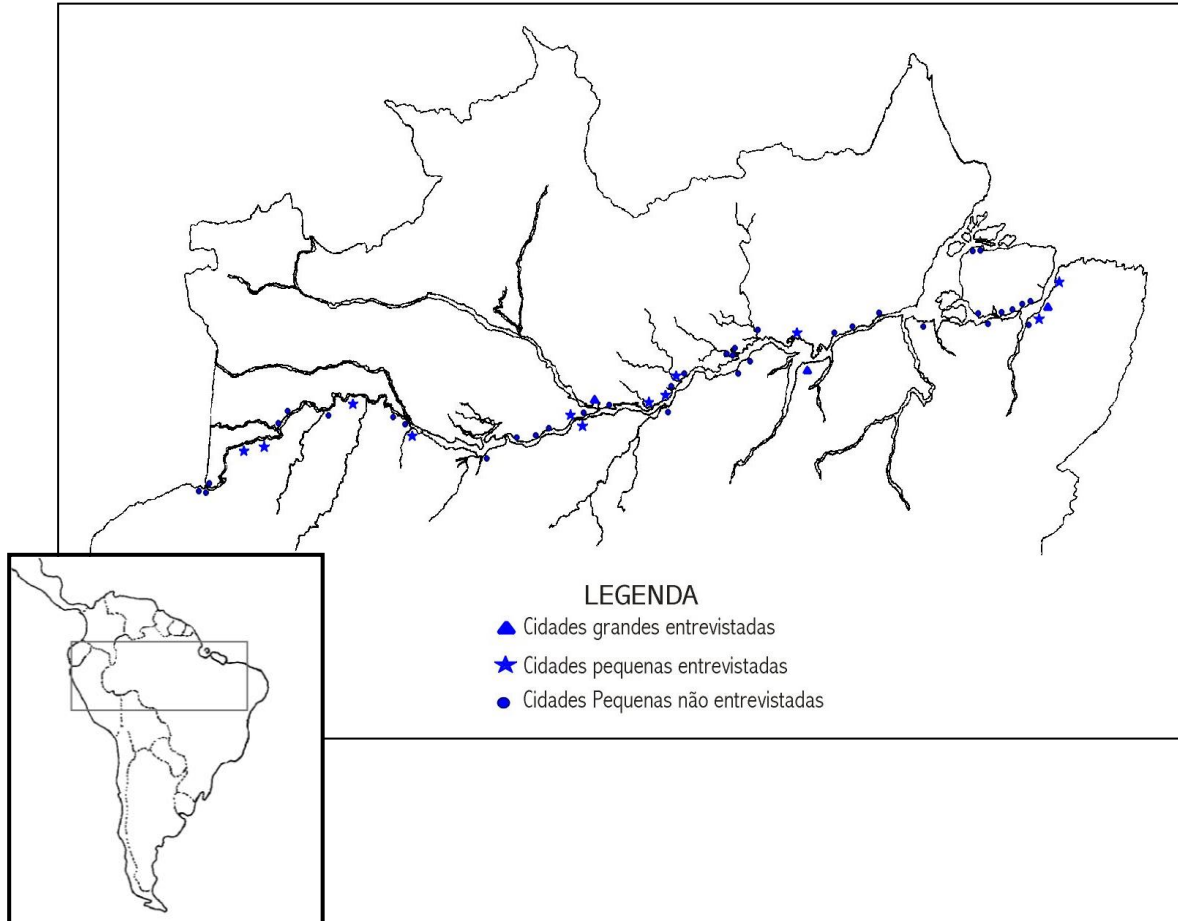 LEGENDA
Cidades grandes entrevistadas
Cidades pequenas entrevistadas
Cidades Pequenas não entrevistadas